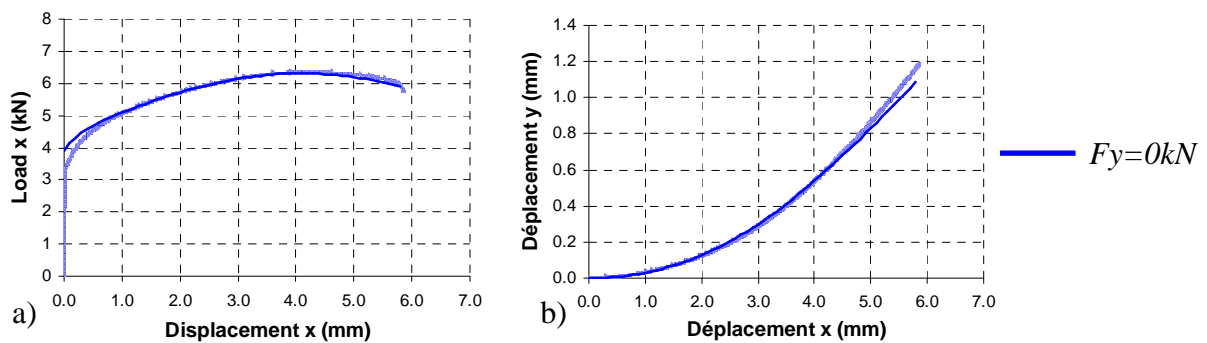 8
7
6
5
4
3
2
1
0
Load x (kN)
0.0 1.0 2.0 3.0 4.0 5.0 6.0 7.0
Displacement x (mm)
a)
1.4
1.2
1.0
0.8
0.6
0.4
0.2
0.0
Déplacement y (mm)
0.0 1.0 2.0 3.0 4.0 5.0 6.0 7.0
Déplacement x (mm)
b)
Fy=0kN